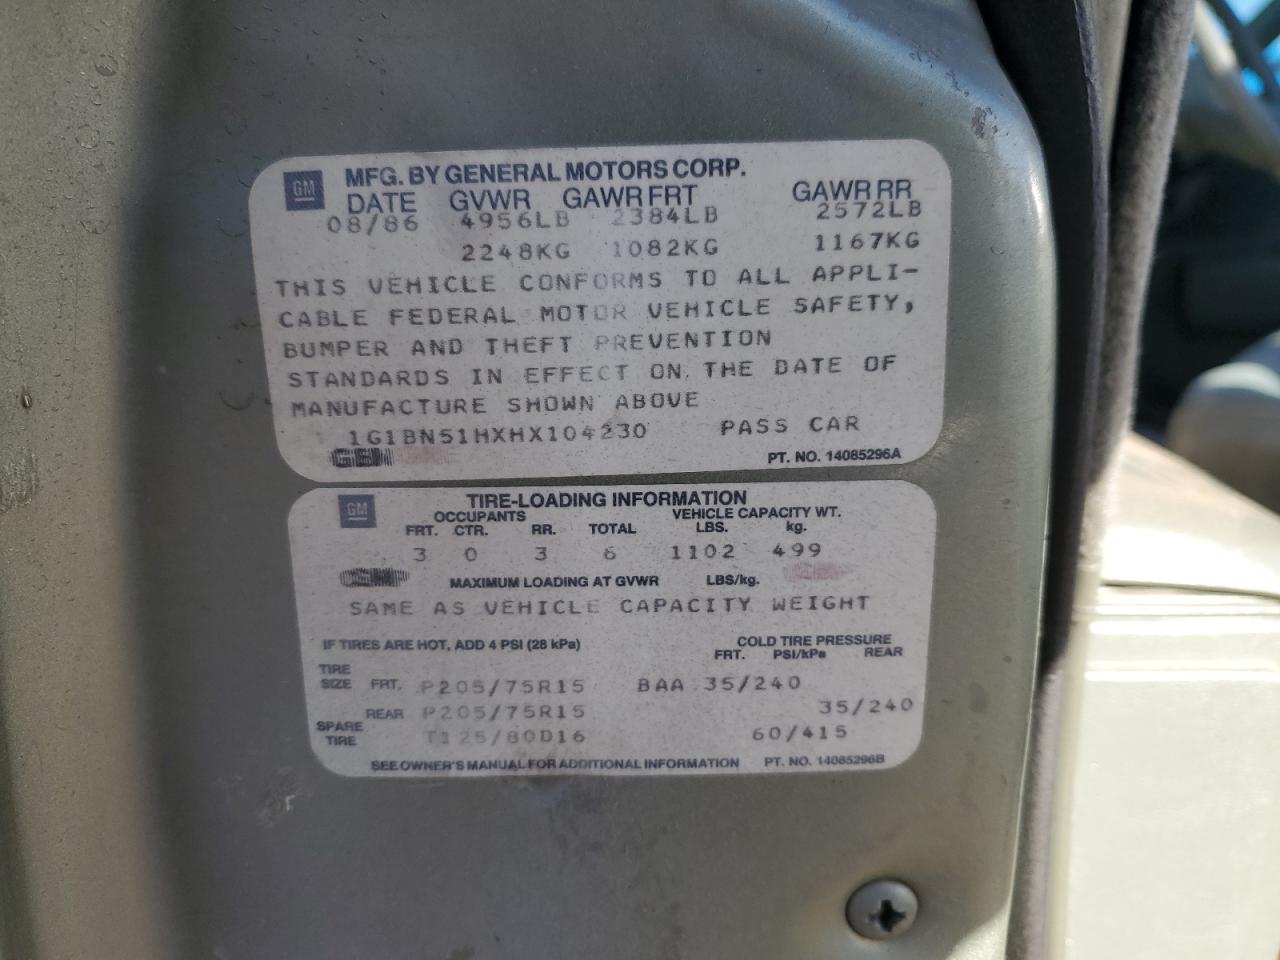 GM
MFG. BY GENERAL MOTORS CORP.
DATE GVWR GAWR FRT GAWR RR
08/86 4956LB 2384LB 2572LB
2248KG 1082KG 1167KG
THIS VEHICLE CONFORMS TO ALL APPLI-
CABLE FEDERAL MOTOR VEHICLE SAFETY,
BUMPER AND THEFT PREVENTION
STANDARDS IN EFFECT ON THE DATE OF
MANUFACTURE SHOWN ABOVE
1G1BN51HXHX104230 PASS CAR
PT. NO. 14085296A
GM
TIRE-LOADING INFORMATION
OCCUPANTS VEHICLE CAPACITY WT.
FRT. CTR. RR. TOTAL LBS. kg.
3 0 3 6 1102 499
MAXIMUM LOADING AT GVWR LBS/kg.
SAME AS VEHICLE CAPACITY WEIGHT
IF TIRES ARE HOT, ADD 4 PSI (28 kPa) COLD TIRE PRESSURE
FRT. PSI/kPa REAR
TIRE
SIZE FRT. P205/75R15 BAA 35/240
REAR P205/75R15 35/240
SPARE
TIRE T125/80D16 60/415
SEE OWNER'S MANUAL FOR ADDITIONAL INFORMATION PT. NO. 14085296B